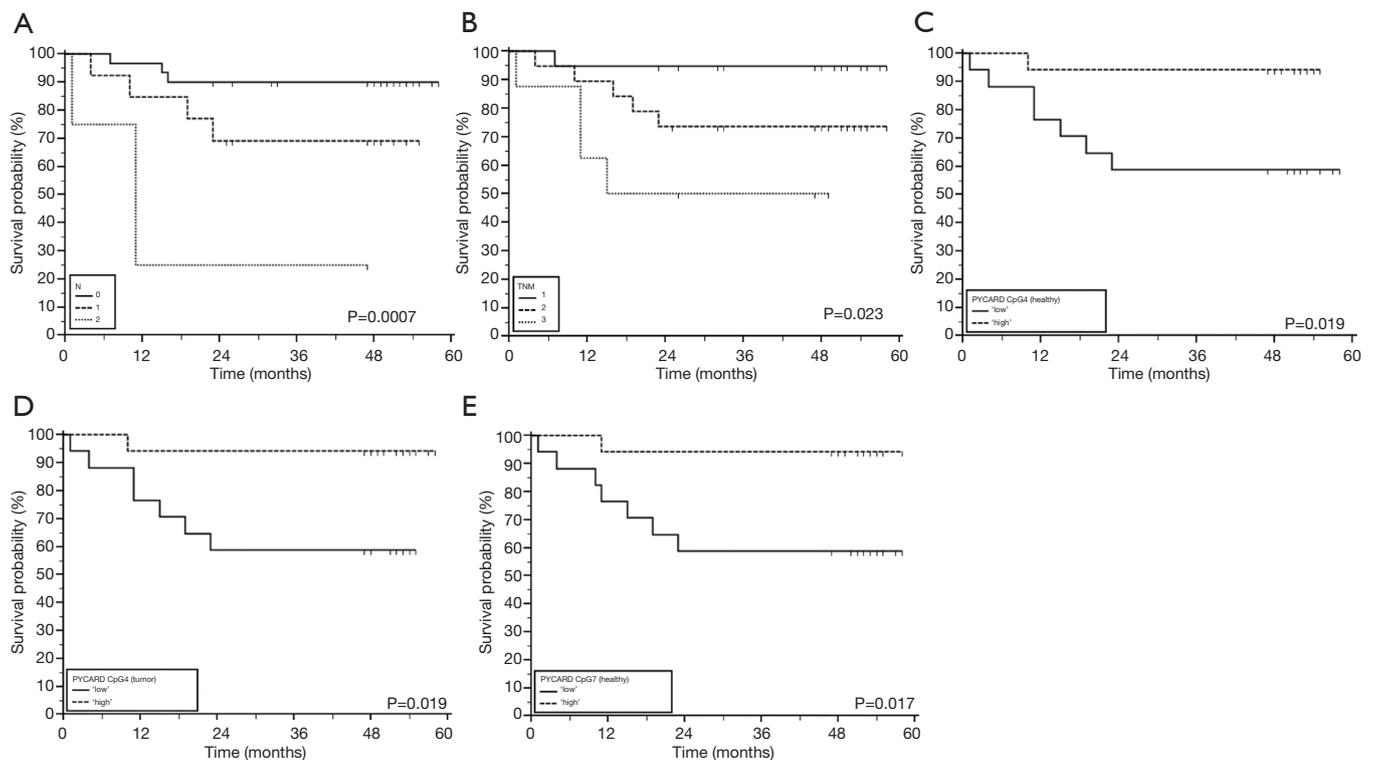 A
Survival probability (%)
100
90
80
70
60
50
40
30
20
10
0
N
0
1
2
P=0.0007
0 12 24 36 48 60
Time (months)
B
Survival probability (%)
100
90
80
70
60
50
40
30
20
10
0
TNM
1
2
3
P=0.023
0 12 24 36 48 60
Time (months)
C
Survival probability (%)
100
90
80
70
60
50
40
30
20
10
0
PYCARD CpG4 (healthy)
'low'
'high'
P=0.019
0 12 24 36 48 60
Time (months)
D
Survival probability (%)
100
90
80
70
60
50
40
30
20
10
0
PYCARD CpG4 (tumor)
'low'
'high'
P=0.019
0 12 24 36 48 60
Time (months)
E
Survival probability (%)
100
90
80
70
60
50
40
30
20
10
0
PYCARD CpG7 (healthy)
'low'
'high'
P=0.017
0 12 24 36 48 60
Time (months)